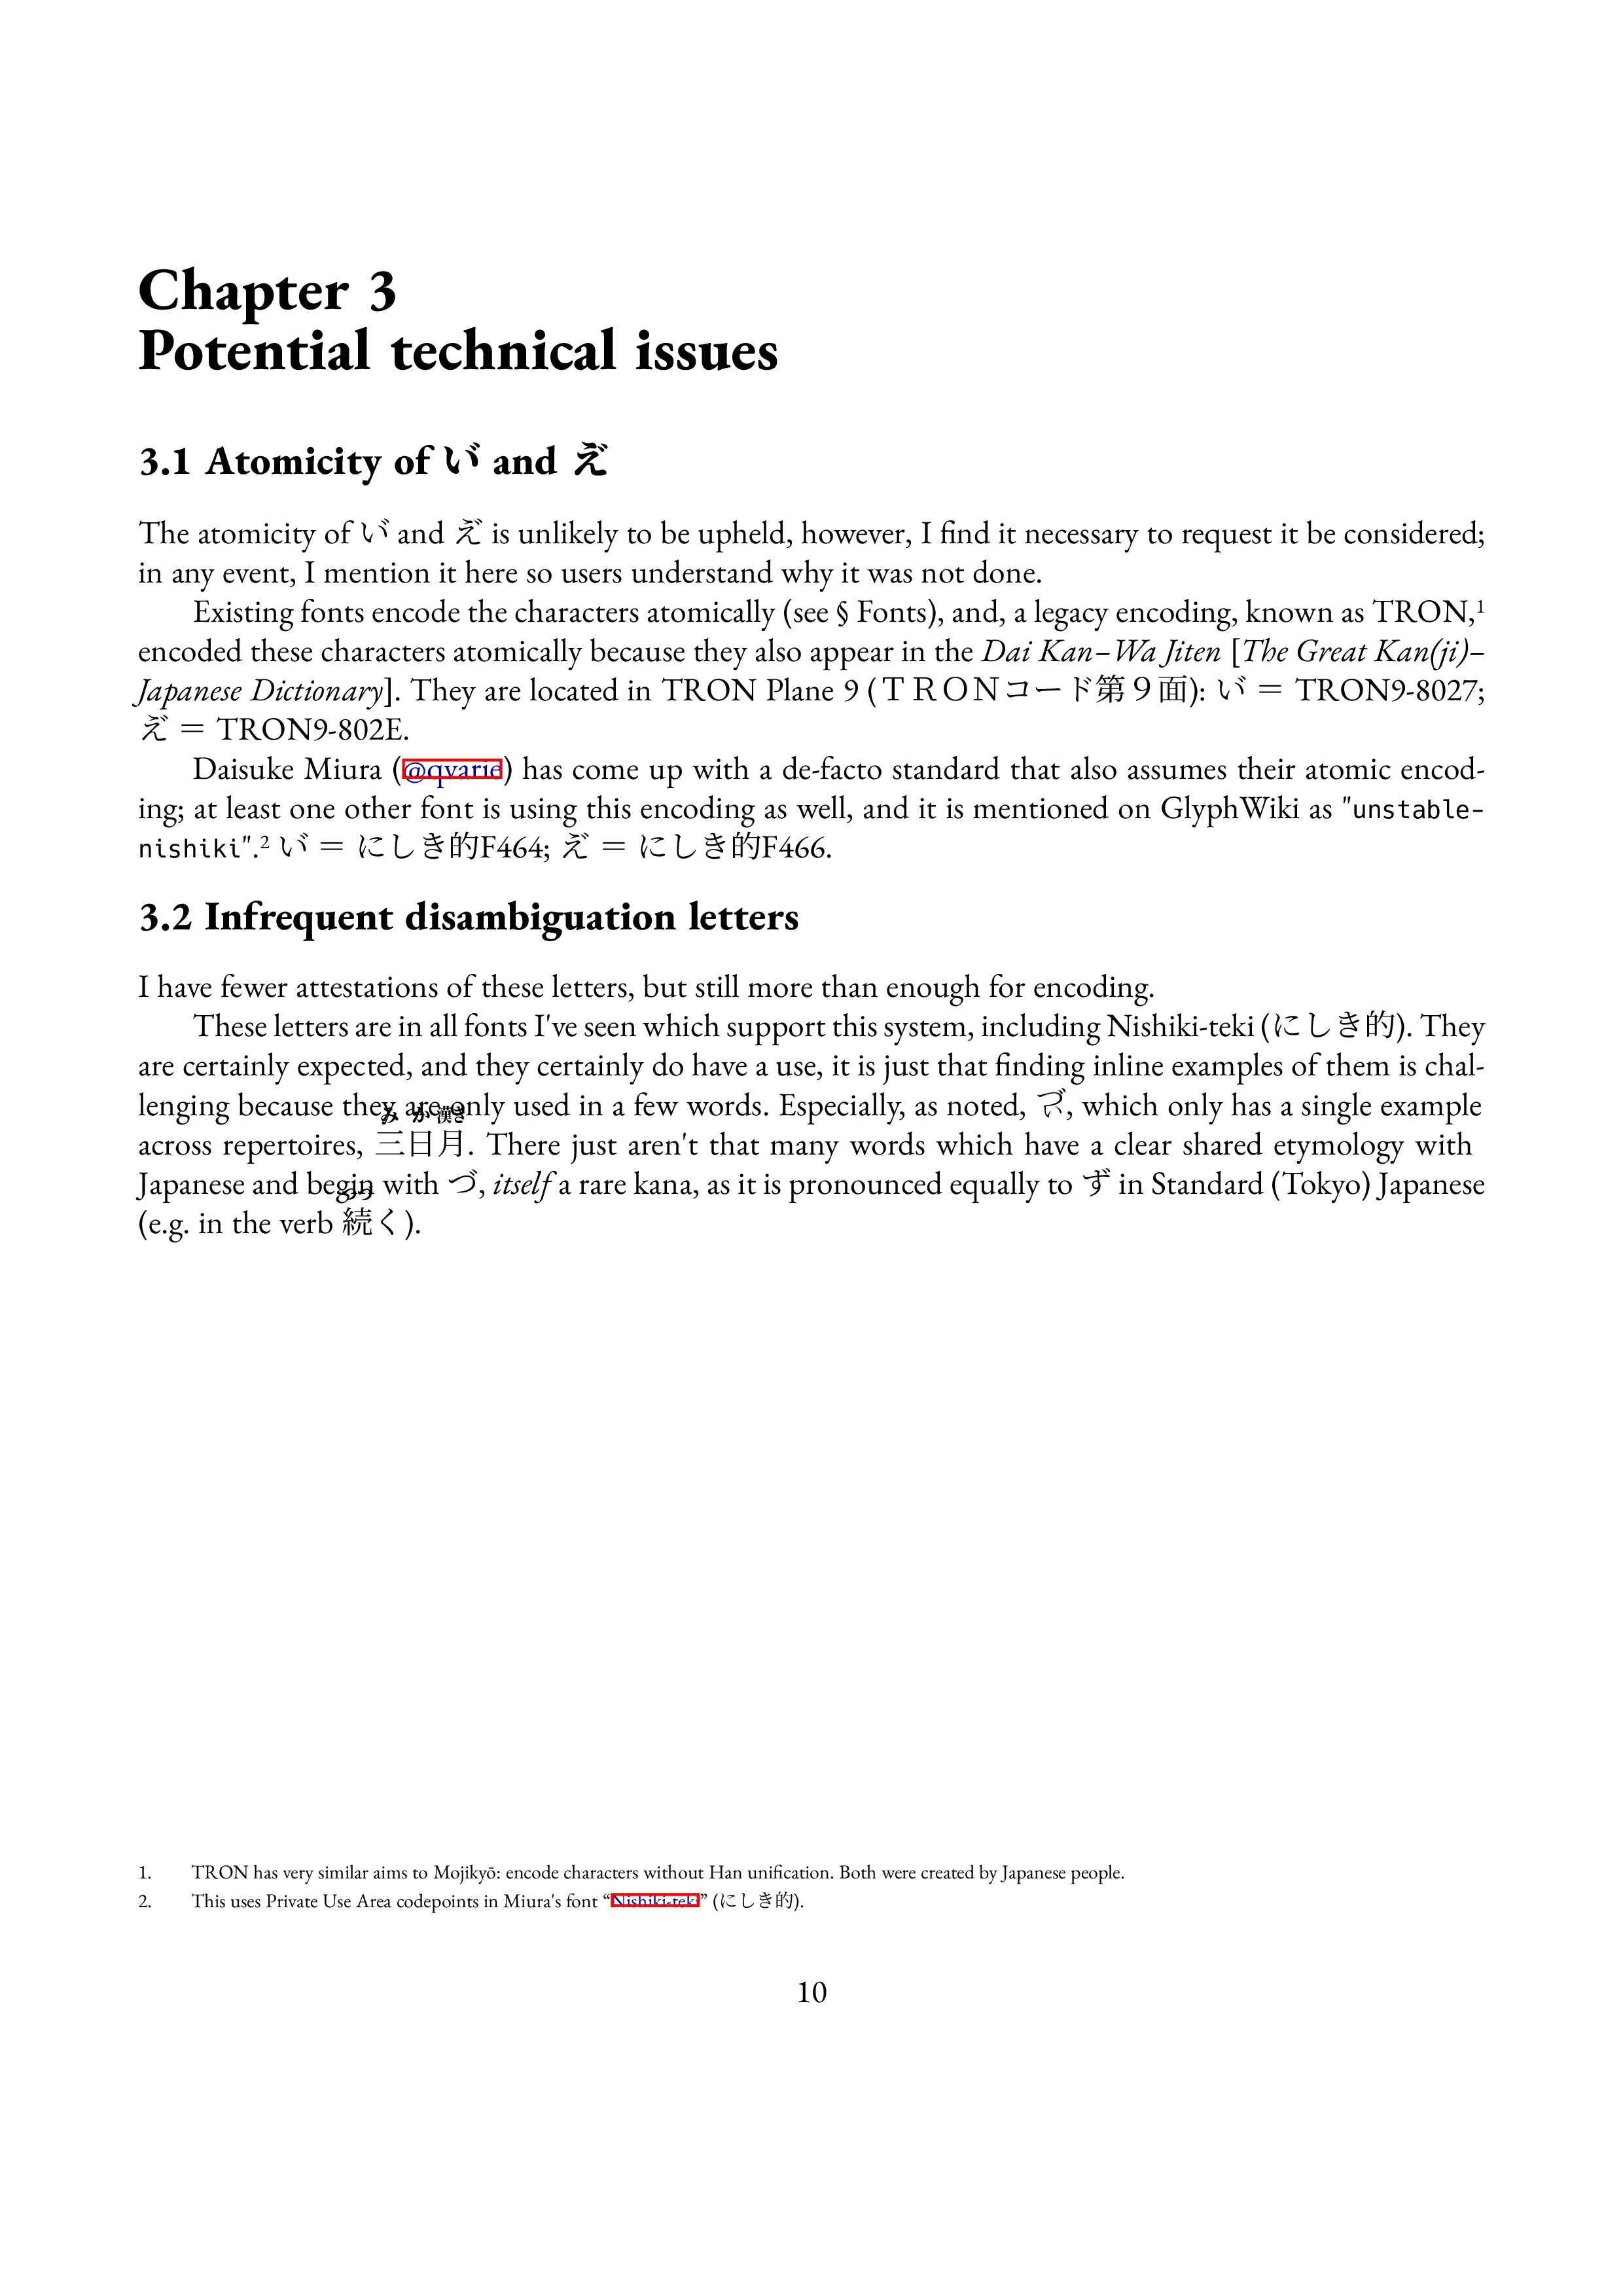 Chapter 3
Potential technical issues
3.1 Atomicity of い゙ and え゙
The atomicity of い゙ and え゙ is unlikely to be upheld, however, I find it necessary to request it be considered;
in any event, I mention it here so users understand why it was not done.
Existing fonts encode the characters atomically (see § Fonts), and, a legacy encoding, known as TRON,¹
encoded these characters atomically because they also appear in the Dai Kan–Wa Jiten [The Great Kan(ji)–
Japanese Dictionary]. They are located in TRON Plane 9 (ＴＲＯＮコード第９面): い゙ = TRON9-8027;
え゙ = TRON9-802E.
Daisuke Miura (@qvarie) has come up with a de-facto standard that also assumes their atomic encod-
ing; at least one other font is using this encoding as well, and it is mentioned on GlyphWiki as "unstable-
nishiki".² い゙ = にしき的F464; え゙ = にしき的F466.
3.2 Infrequent disambiguation letters
I have fewer attestations of these letters, but still more than enough for encoding.
These letters are in all fonts I've seen which support this system, including Nishiki-teki (にしき的). They
are certainly expected, and they certainly do have a use, it is just that finding inline examples of them is chal-
lenging because they are only used in a few words. Especially, as noted, , which only has a single example
across repertoires, 三日月. There just aren't that many words which have a clear shared etymology with
Japanese and begin with づ, itself a rare kana, as it is pronounced equally to ず in Standard (Tokyo) Japanese
(e.g. in the verb 続く).
1. TRON has very similar aims to Mojikyō: encode characters without Han unification. Both were created by Japanese people.
2. This uses Private Use Area codepoints in Miura's font “Nishiki-teki” (にしき的).
10